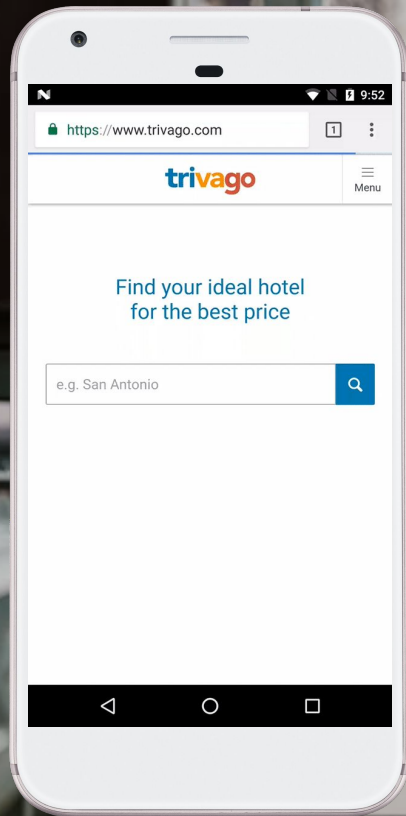 9:52
https://www.trivago.com
1
trivago
Menu
Find your ideal hotel
for the best price
e.g. San Antonio